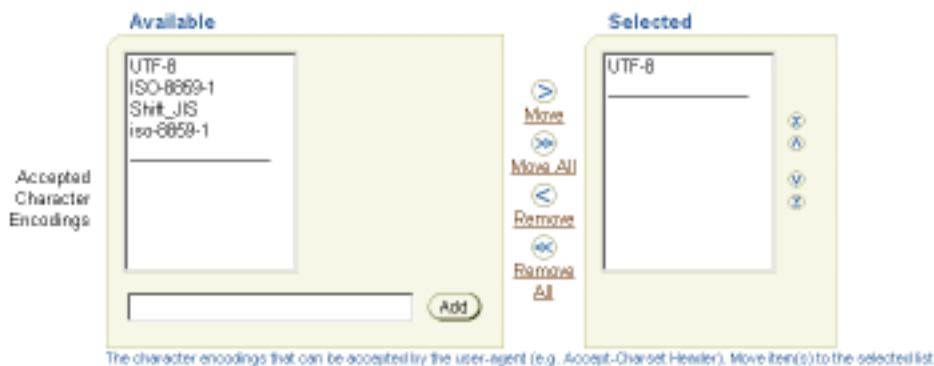 Available
Selected
UTF-8
ISO-8859-1
Shift_JIS
iso-8859-1
UTF-8
Accepted
Character
Encodings
Move
Move All
Remove
Remove
All
Add
The character encodings that can be accepted by the user-agent (e.g. Accept-Charset Header). Move item(s) to the selected list